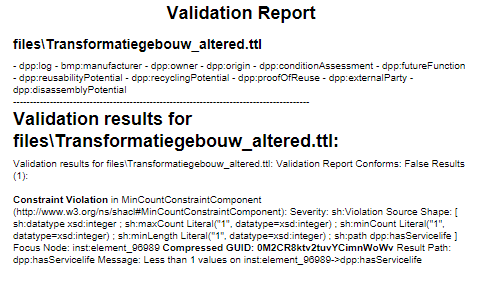 Validation Report
files\Transformatiegebouw_altered.ttl
- dpp:log - bmp:manufacturer - dpp:owner - dpp:origin - dpp:conditionAssessment - dpp:futureFunction
- dpp:reusabilityPotential - dpp:recyclingPotential - dpp:proofOfReuse - dpp:externalParty -
dpp:disassemblyPotential
----------------------------------------------------------------------------------------
Validation results for
files\Transformatiegebouw_altered.ttl:
Validation results for files\Transformatiegebouw_altered.ttl: Validation Report Conforms: False Results
(1):
Constraint Violation in MinCountConstraintComponent
(http://www.w3.org/ns/shacl#MinCountConstraintComponent): Severity: sh:Violation Source Shape: [
sh:datatype xsd:integer ; sh:maxCount Literal("1", datatype=xsd:integer) ; sh:minCount Literal("1",
datatype=xsd:integer) ; sh:minLength Literal("1", datatype=xsd:integer) ; sh:path dpp:hasServicelife ]
Focus Node: inst:element_96989 Compressed GUID: 0M2CR8ktv2tuvYCimnWoWv Result Path:
dpp:hasServicelife Message: Less than 1 values on inst:element_96989->dpp:hasServicelife